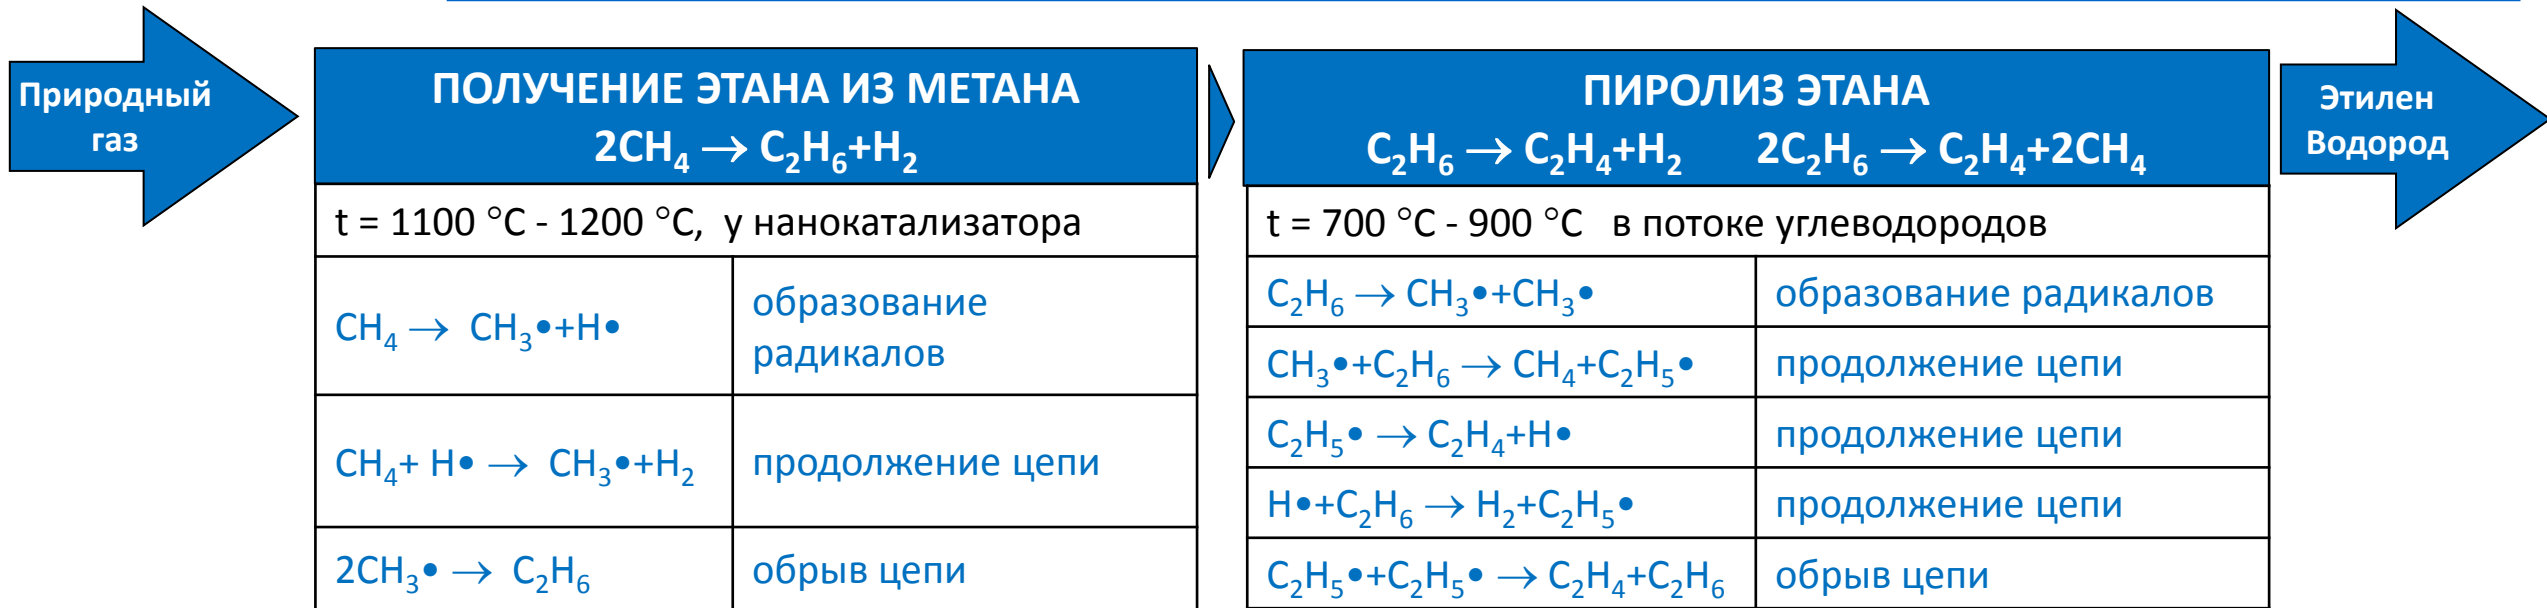 Природный
газ
ПОЛУЧЕНИЕ ЭТАНА ИЗ МЕТАНА
2CH₄ → C₂H₆+H₂
t = 1100 °C - 1200 °C, у нанокатализатора
CH₄ → CH₃•+H•
образование
радикалов
CH₄+ H• → CH₃•+H₂
продолжение цепи
2CH₃• → C₂H₆
обрыв цепи
ПИРОЛИЗ ЭТАНА
C₂H₆ → C₂H₄+H₂ 2C₂H₆ → C₂H₄+2CH₄
t = 700 °C - 900 °C в потоке углеводородов
C₂H₆ → CH₃•+CH₃•
образование радикалов
CH₃•+C₂H₆ → CH₄+C₂H₅•
продолжение цепи
C₂H₅• → C₂H₄+H•
продолжение цепи
H•+C₂H₆ → H₂+C₂H₅•
продолжение цепи
C₂H₅•+C₂H₅• → C₂H₄+C₂H₆
обрыв цепи
Этилен
Водород